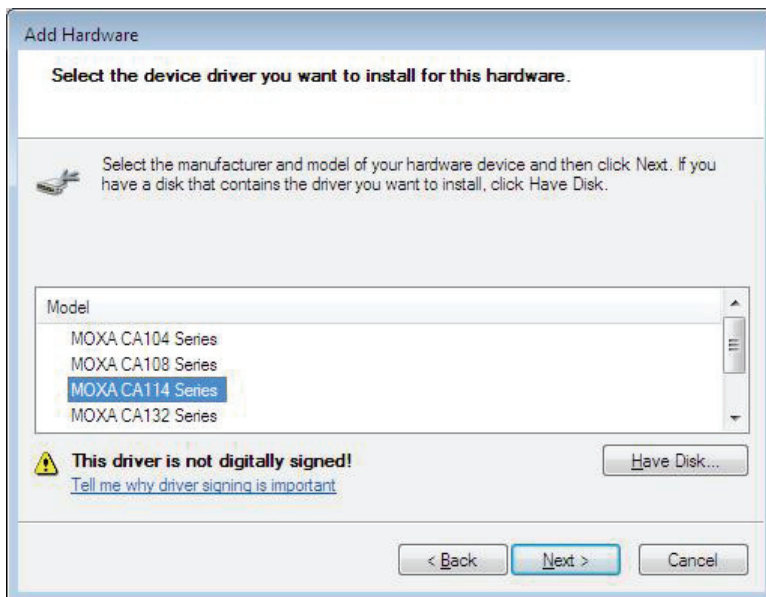 Add Hardware
Select the device driver you want to install for this hardware.
Select the manufacturer and model of your hardware device and then click Next. If you
have a disk that contains the driver you want to install, click Have Disk.
Model
MOXA CA104 Series
MOXA CA108 Series
MOXA CA114 Series
MOXA CA132 Series
This driver is not digitally signed!
Have Disk...
Tell me why driver signing is important
< Back
Next >
Cancel